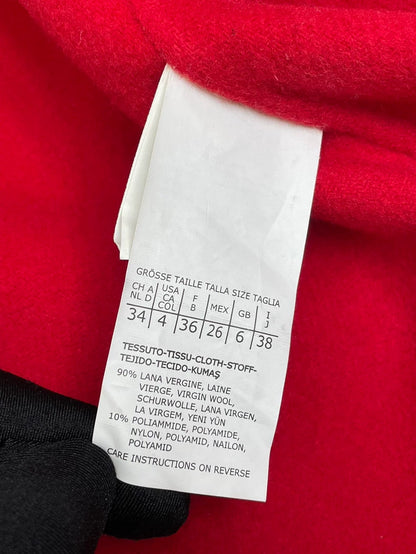 GRÖSSE TAILLE TALLA SIZE TAGLIA
CH A NL D | USA CA COL | F B | MEX | GB | I J
34 | 4 | 36 | 26 | 6 | 38
TESSUTO-TISSU-CLOTH-STOFF-
TEJIDO-TECIDO-KUMAŞ
90% LANA VERGINE, LAINE
VIERGE, VIRGIN WOOL,
SCHURWOLLE, LANA VIRGEN,
LA VIRGEM, YENI YÜN
10% POLIAMMIDE, POLYAMIDE,
NYLON, POLYAMID, NAILON,
POLYAMID
CARE INSTRUCTIONS ON REVERSE